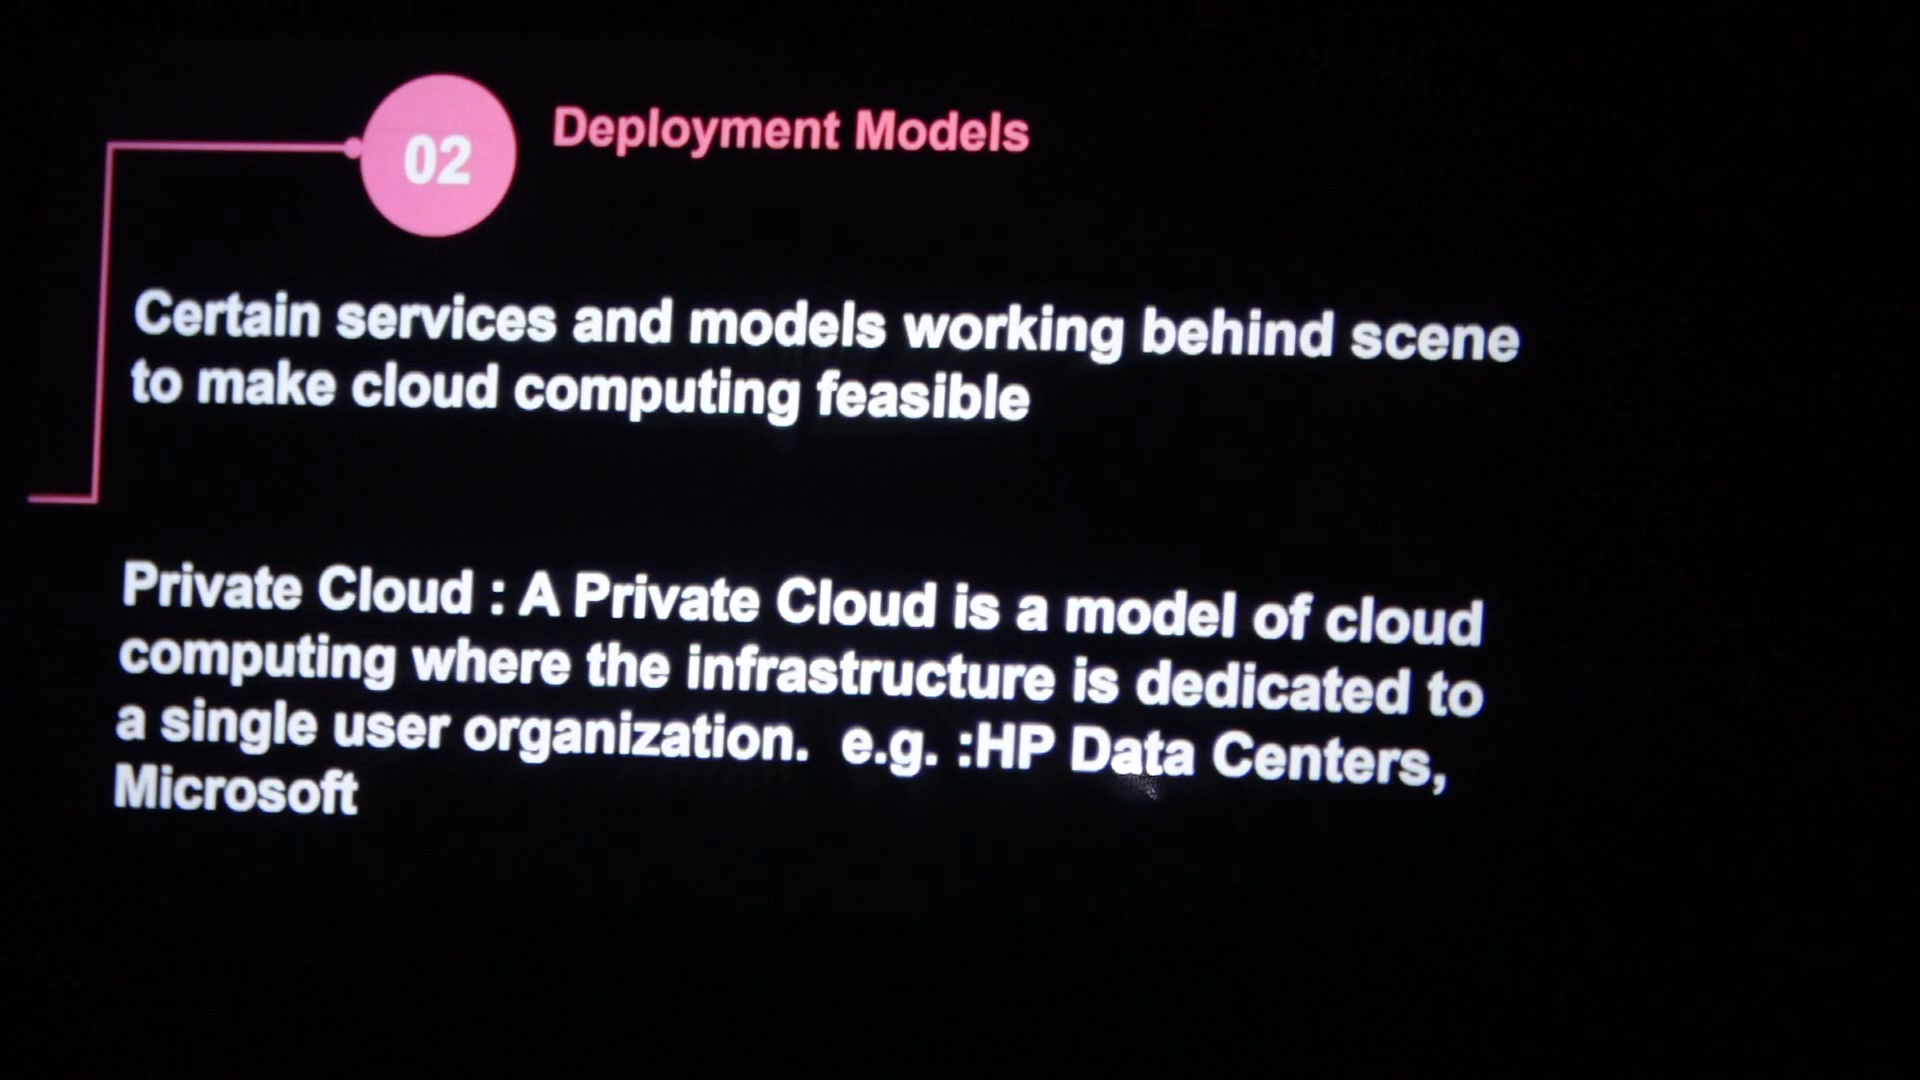 02
Deployment Models
Certain services and models working behind scene
to make cloud computing feasible
Private Cloud : A Private Cloud is a model of cloud
computing where the infrastructure is dedicated to
a single user organization.  e.g. :HP Data Centers,
Microsoft